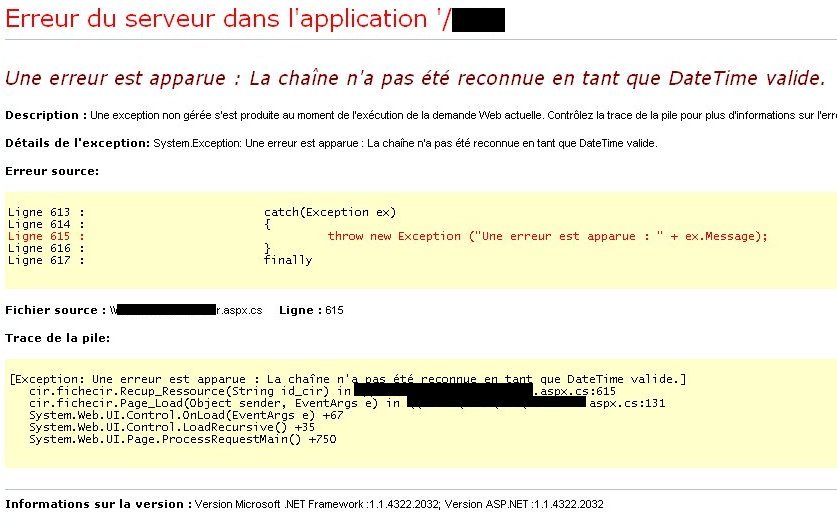 Erreur du serveur dans l'application '/
Une erreur est apparue : La chaîne n'a pas été reconnue en tant que DateTime valide.
Description : Une exception non gérée s'est produite au moment de l'exécution de la demande Web actuelle. Contrôlez la trace de la pile pour plus d'informations sur l'erre
Détails de l'exception: System.Exception: Une erreur est apparue : La chaîne n'a pas été reconnue en tant que DateTime valide.
Erreur source:
Ligne 613 : catch(Exception ex)
Ligne 614 : {
Ligne 615 : throw new Exception ("Une erreur est apparue : " + ex.Message);
Ligne 616 : }
Ligne 617 : finally
Fichier source : \ r.aspx.cs Ligne : 615
Trace de la pile:
[Exception: Une erreur est apparue : La chaîne n'a pas été reconnue en tant que DateTime valide.]
cir.fichecir.Recup_Ressource(String id_cir) in .aspx.cs:615
cir.fichecir.Page_Load(Object sender, EventArgs e) in \ aspx.cs:131
System.Web.UI.Control.OnLoad(EventArgs e) +67
System.Web.UI.Control.LoadRecursive() +35
System.Web.UI.Page.ProcessRequestMain() +750
Informations sur la version : Version Microsoft .NET Framework :1.1.4322.2032; Version ASP.NET :1.1.4322.2032